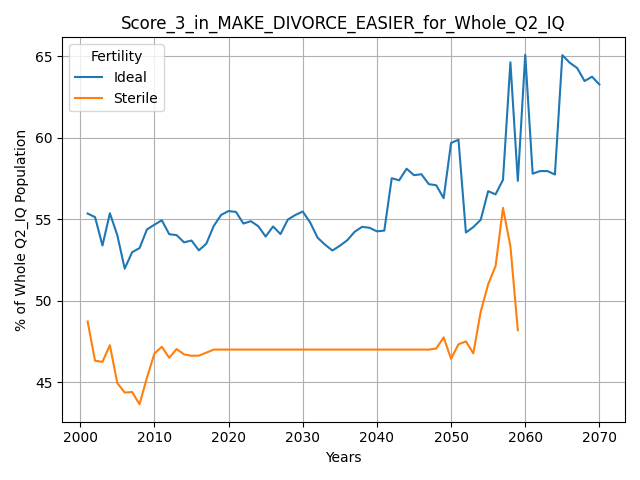 Score_3_in_MAKE_DIVORCE_EASIER_for_Whole_Q2_IQ
Fertility
Ideal
Sterile
% of Whole Q2_IQ Population
65
60
55
50
45
2000 2010 2020 2030 2040 2050 2060 2070
Years